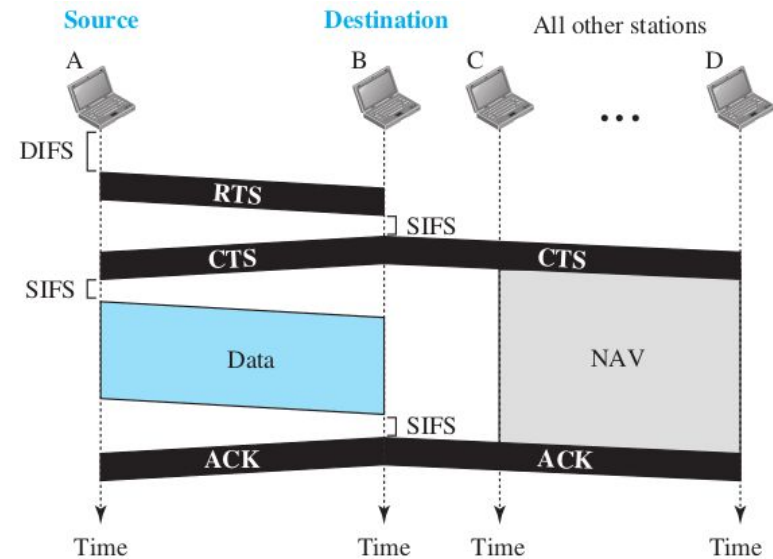 Source
Destination
All other stations
A
B
C
D
DIFS
RTS
SIFS
CTS
CTS
SIFS
Data
NAV
SIFS
ACK
ACK
Time
Time
Time
Time